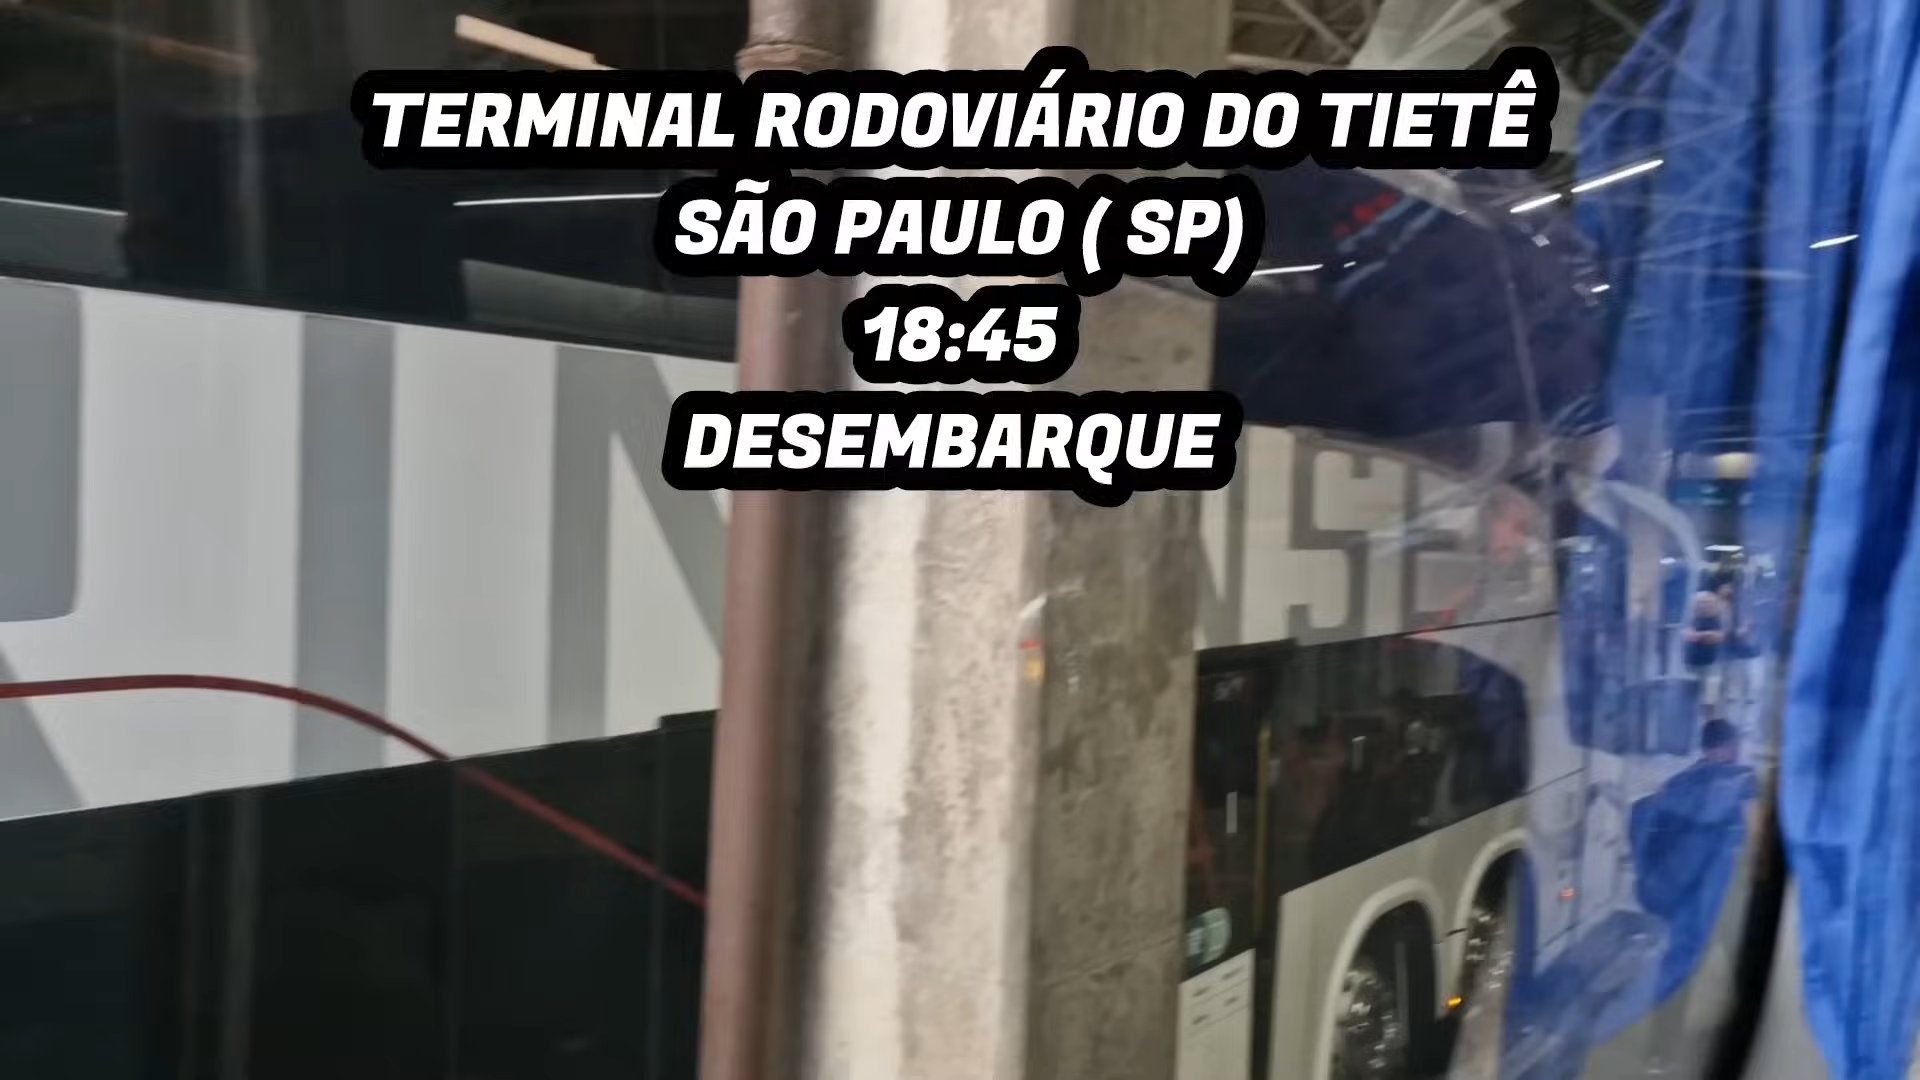 TERMINAL RODOVIÁRIO DO TIETÊ
SÃO PAULO ( SP)
18:45
DESEMBARQUE